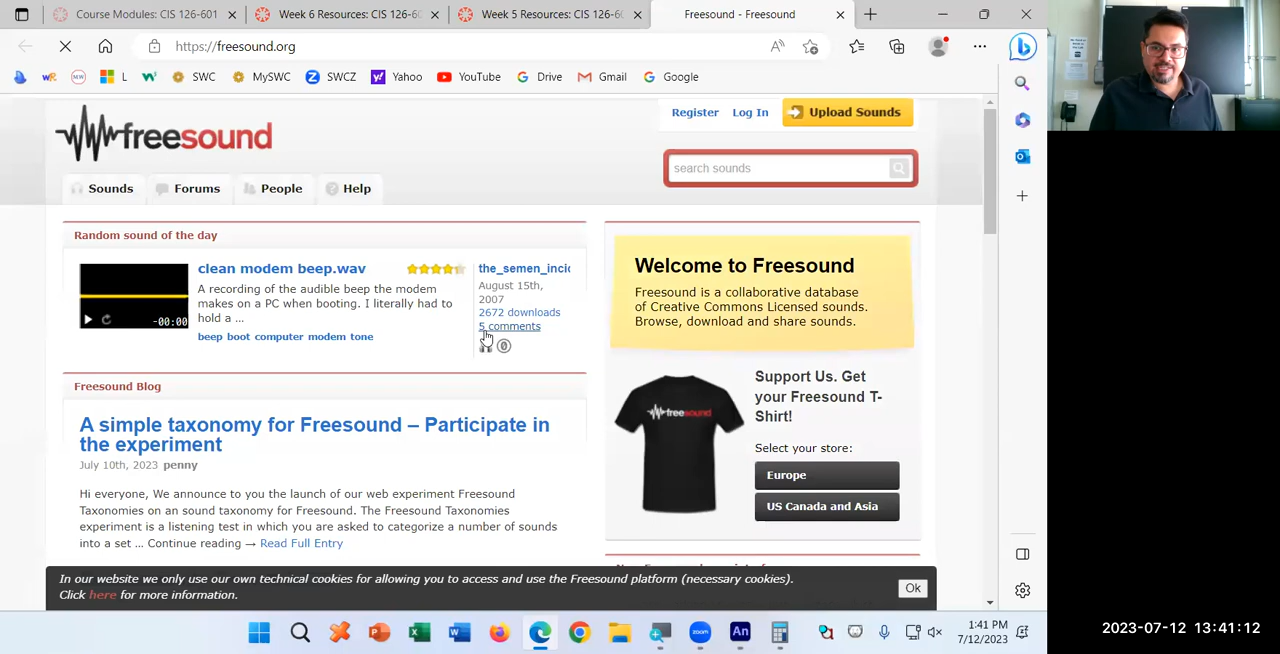 Course Modules: CIS 126-601
Week 6 Resources: CIS 126-60
Week 5 Resources: CIS 126-60
Freesound - Freesound
https://freesound.org
L
SWC
MySWC
SWCZ
Yahoo
YouTube
Drive
Gmail
Google
freesound
Register
Log In
Upload Sounds
search sounds
Sounds
Forums
People
Help
Random sound of the day
clean modem beep.wav
A recording of the audible beep the modem
makes on a PC when booting. I literally had to
hold a ...
beep boot computer modem tone
-00:00
the_semen_inci
August 15th,
2007
2672 downloads
5 comments
0
Freesound Blog
A simple taxonomy for Freesound – Participate in
the experiment
July 10th, 2023 penny
Hi everyone, We announce to you the launch of our web experiment Freesound
Taxonomies on an sound taxonomy for Freesound. The Freesound Taxonomies
experiment is a listening test in which you are asked to categorize a number of sounds
into a set ... Continue reading → Read Full Entry
Welcome to Freesound
Freesound is a collaborative database
of Creative Commons Licensed sounds.
Browse, download and share sounds.
freesound
Support Us. Get
your Freesound T-
Shirt!
Select your store:
Europe
US Canada and Asia
In our website we only use our own technical cookies for allowing you to access and use the Freesound platform (necessary cookies).
Click here for more information.
Ok
An
1:41 PM
7/12/2023
2023-07-12 13:41:12